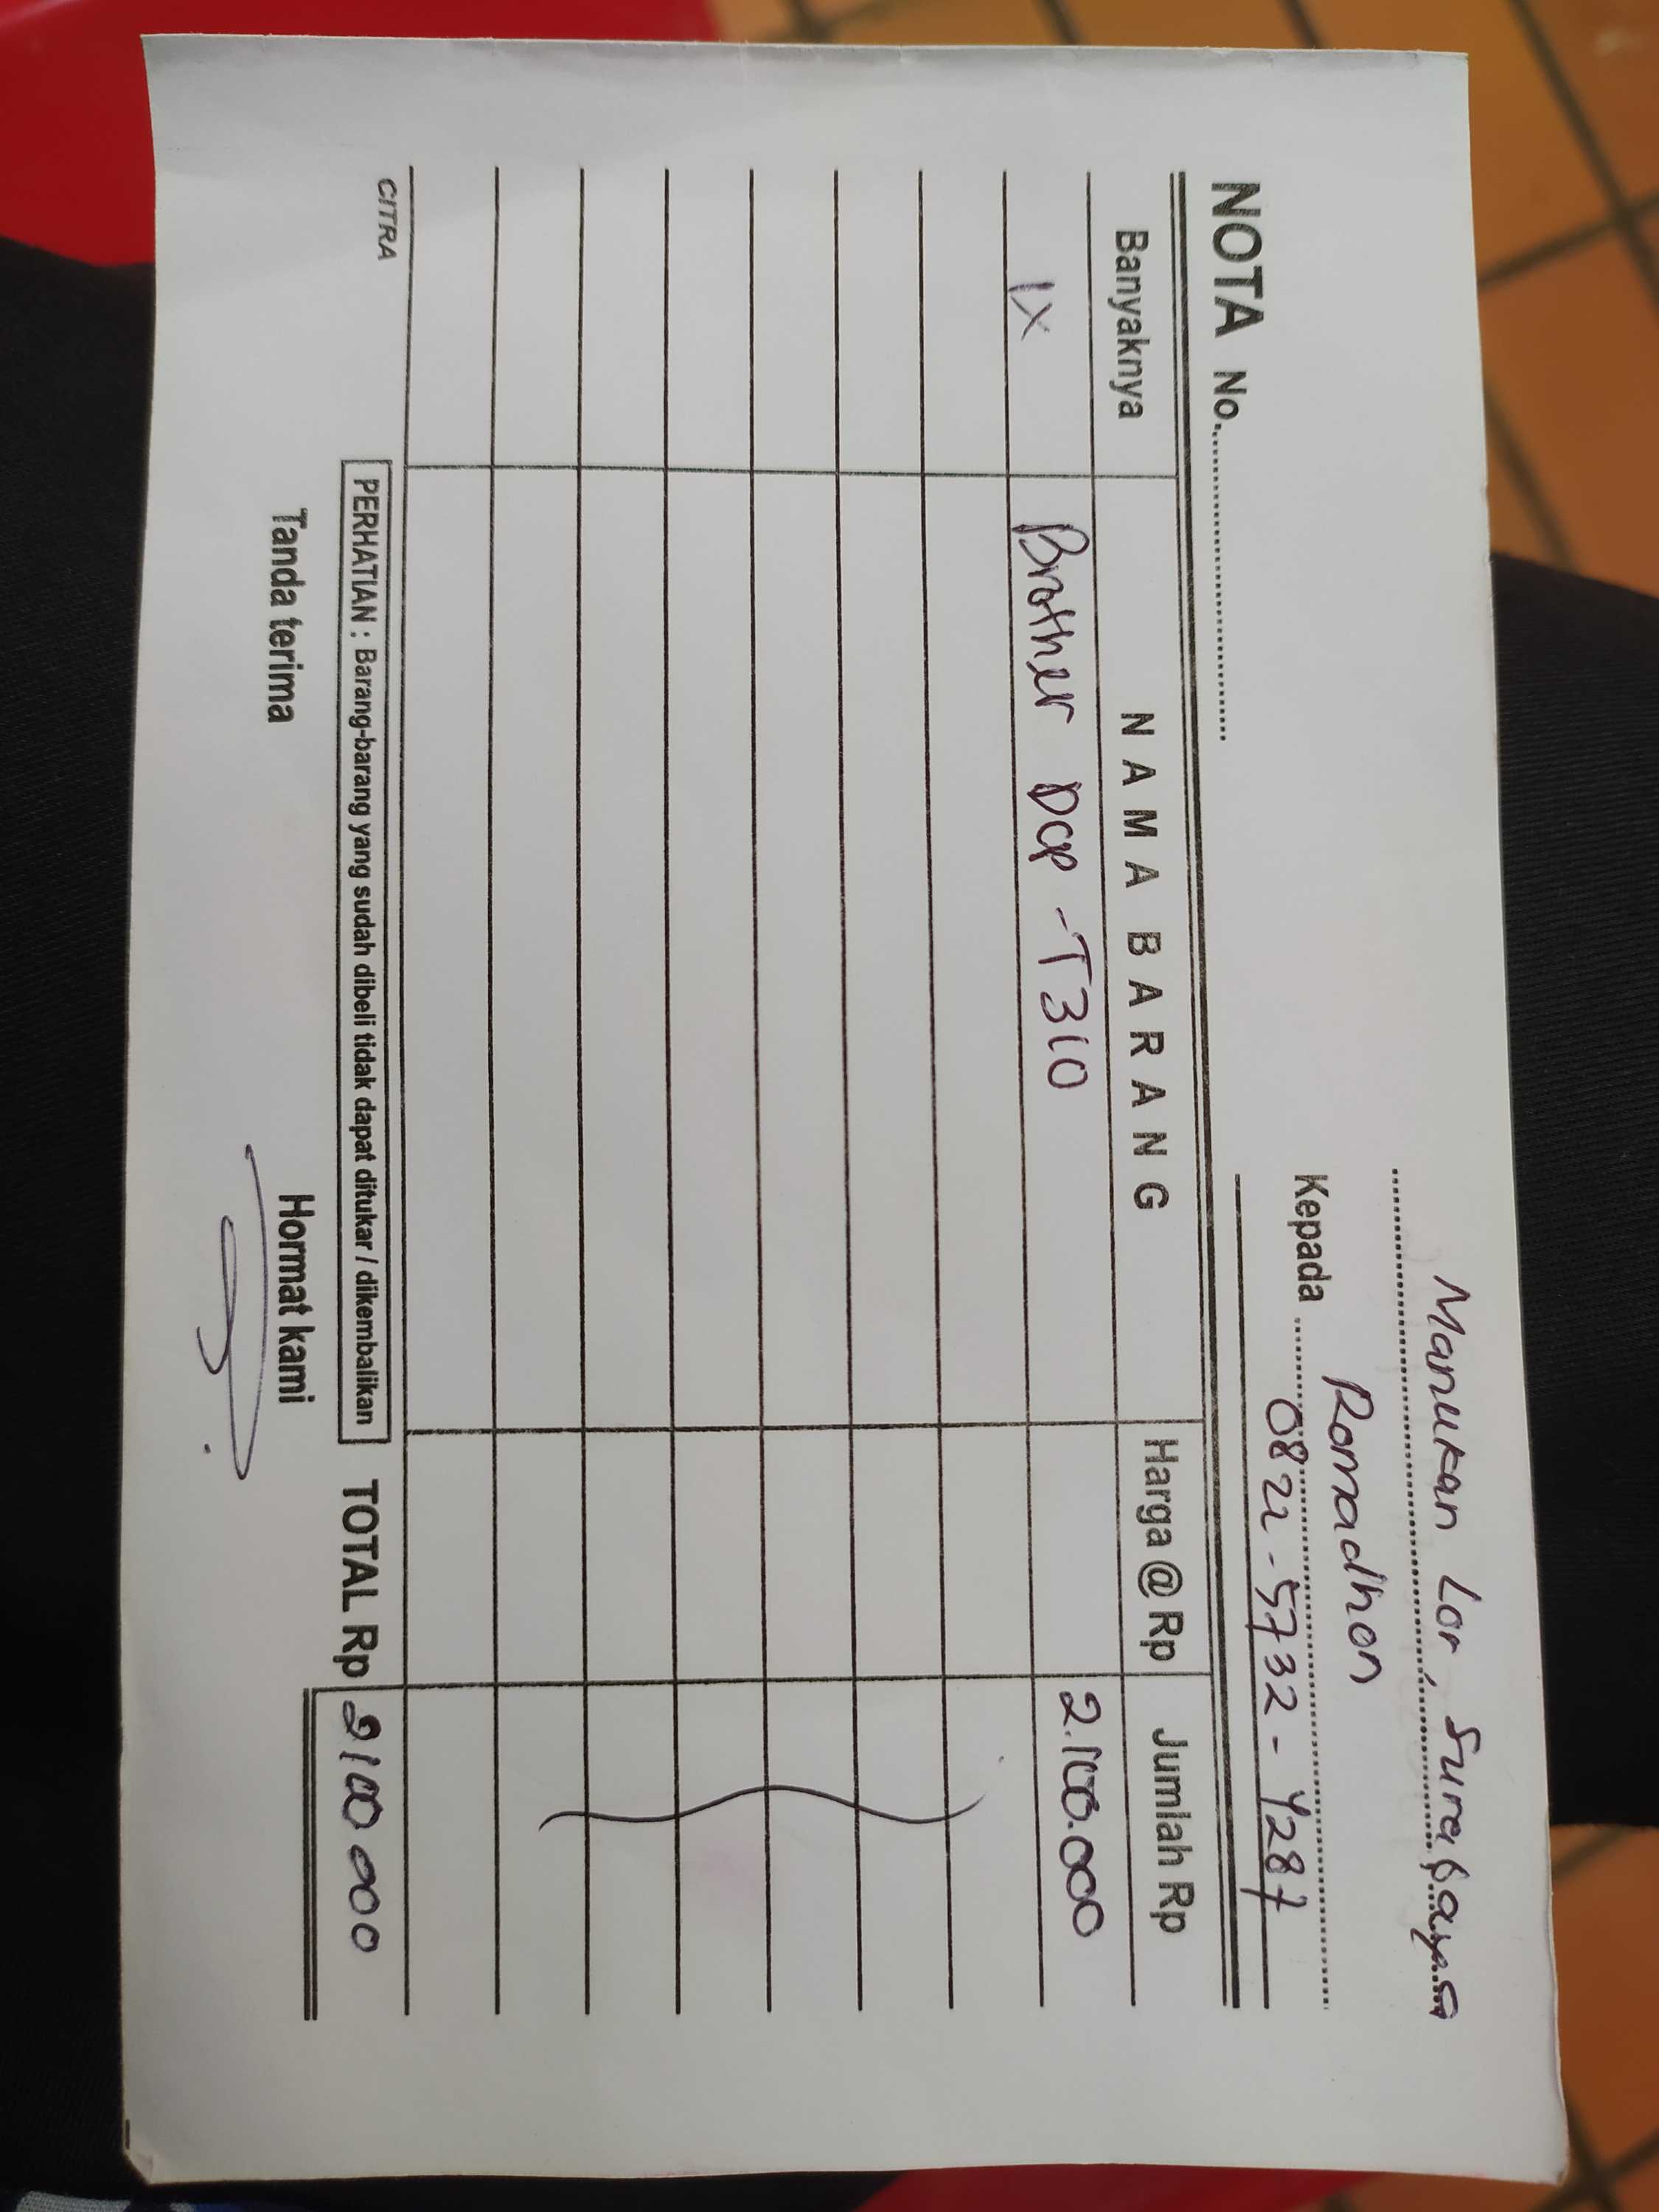 Manukan Lor, Surabaya
Romadhon
Kepada ..........
0822-5732-4287
NOTA No. ..........
Banyaknya NAMA BARANG Harga @ Rp Jumlah Rp
1X Brother DCP-T310 2.100.000
CITRA
PERHATIAN : Barang-barang yang sudah dibeli tidak dapat ditukar / dikembalikan TOTAL Rp 2100 000
Tanda terima Hormat kami